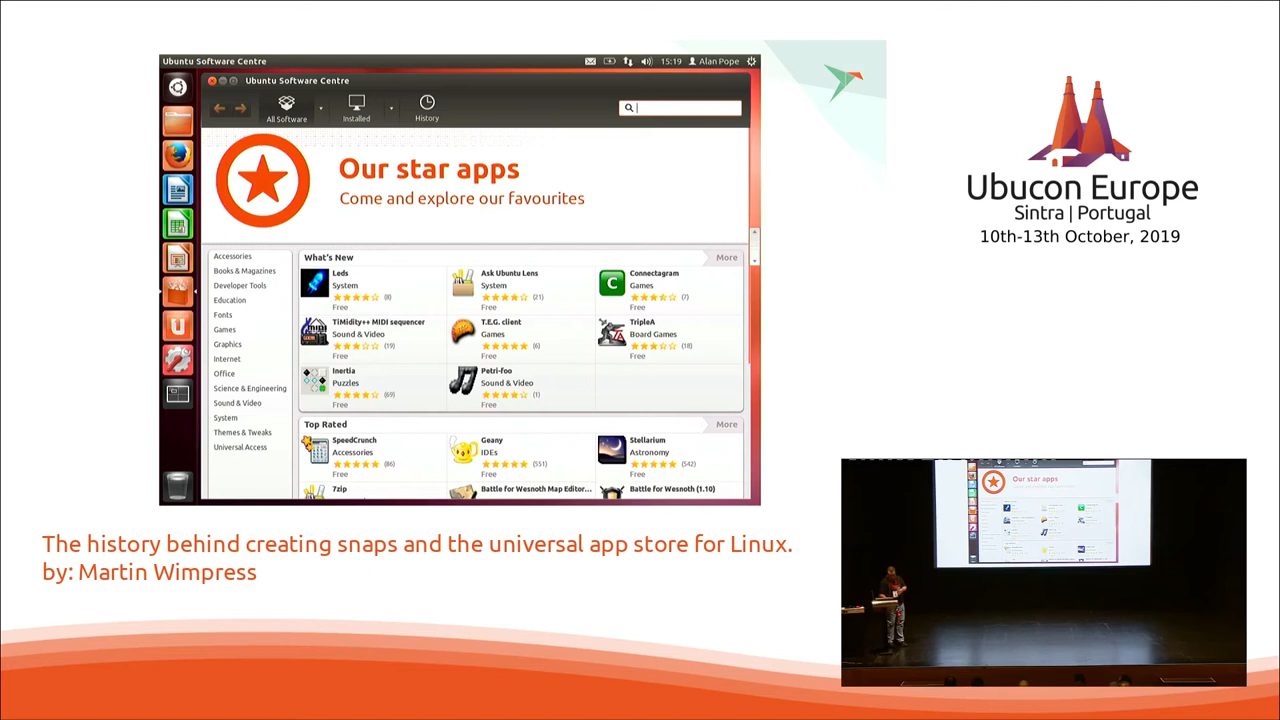 Ubuntu Software Centre
15:19 Alan Pope
Ubuntu Software Centre
All Software
Installed
History
Our star apps
Come and explore our favourites
Accessories
Books & Magazines
Developer Tools
Education
Fonts
Games
Graphics
Internet
Office
Science & Engineering
Sound & Video
System
Themes & Tweaks
Universal Access
What's New
More
Leds
System
(8)
Free
Ask Ubuntu Lens
System
(21)
Free
Connectagram
Games
(7)
Free
TiMidity++ MIDI sequencer
Sound & Video
(19)
Free
T.E.G. client
Games
(6)
Free
TripleA
Board Games
(18)
Free
Inertia
Puzzles
(69)
Free
Petri-foo
Sound & Video
(1)
Free
Top Rated
More
SpeedCrunch
Accessories
(86)
Free
Geany
IDEs
(551)
Free
Stellarium
Astronomy
(542)
Free
7zip
Battle for Wesnoth Map Editor...
Battle for Wesnoth (1.10)
Ubucon Europe
Sintra | Portugal
10th-13th October, 2019
The history behind creating snaps and the universal app store for Linux.
by: Martin Wimpress
Our star apps